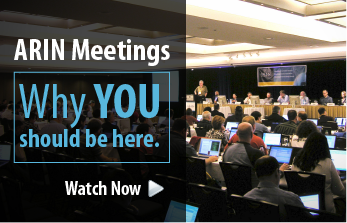 ARIN Meetings
Why YOU
should be here.
Watch Now